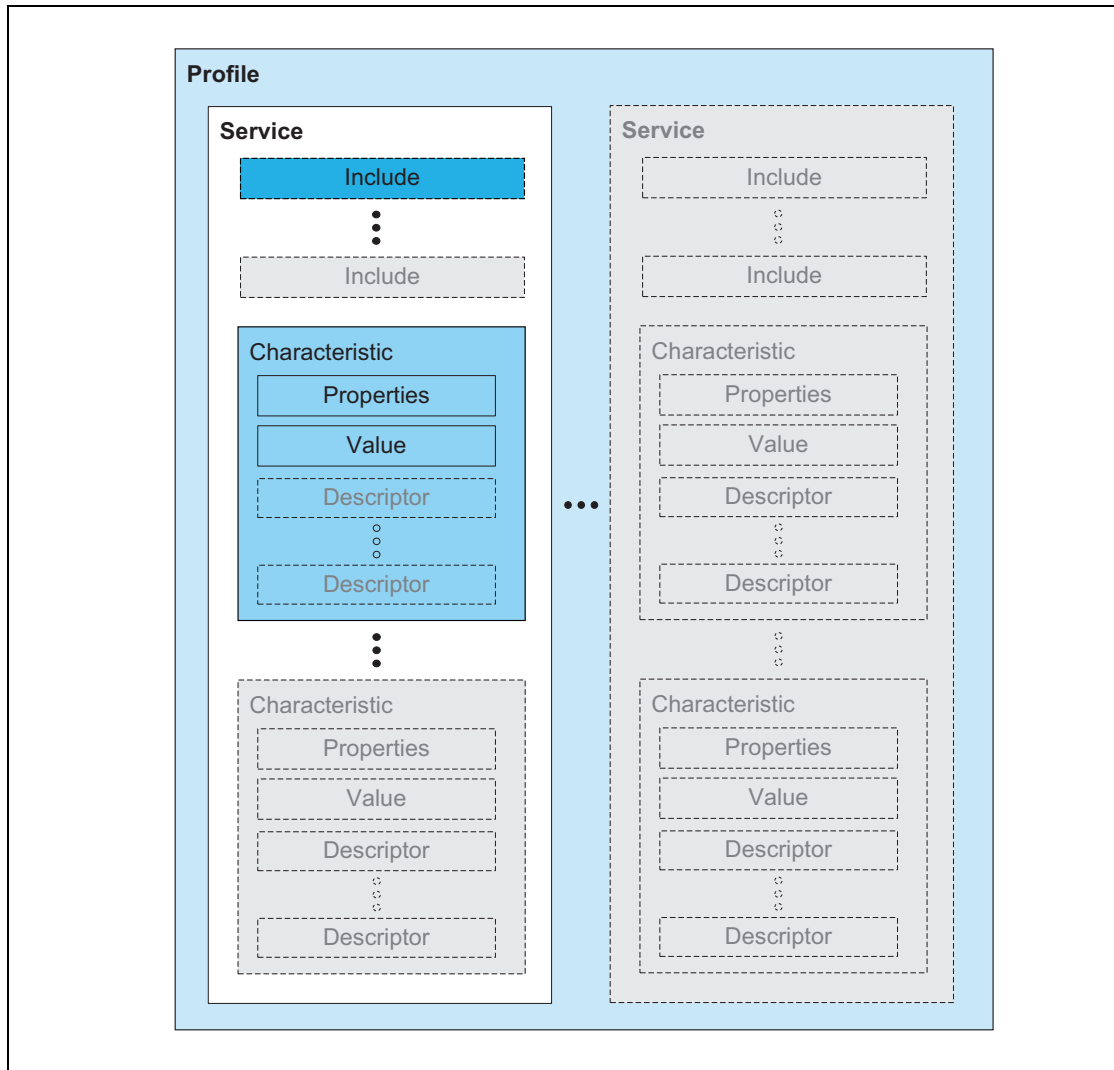 Profile
Service
Include
Include
Characteristic
Properties
Value
Descriptor
Descriptor
Characteristic
Properties
Value
Descriptor
Descriptor
Service
Include
Include
Characteristic
Properties
Value
Descriptor
Descriptor
Characteristic
Properties
Value
Descriptor
Descriptor